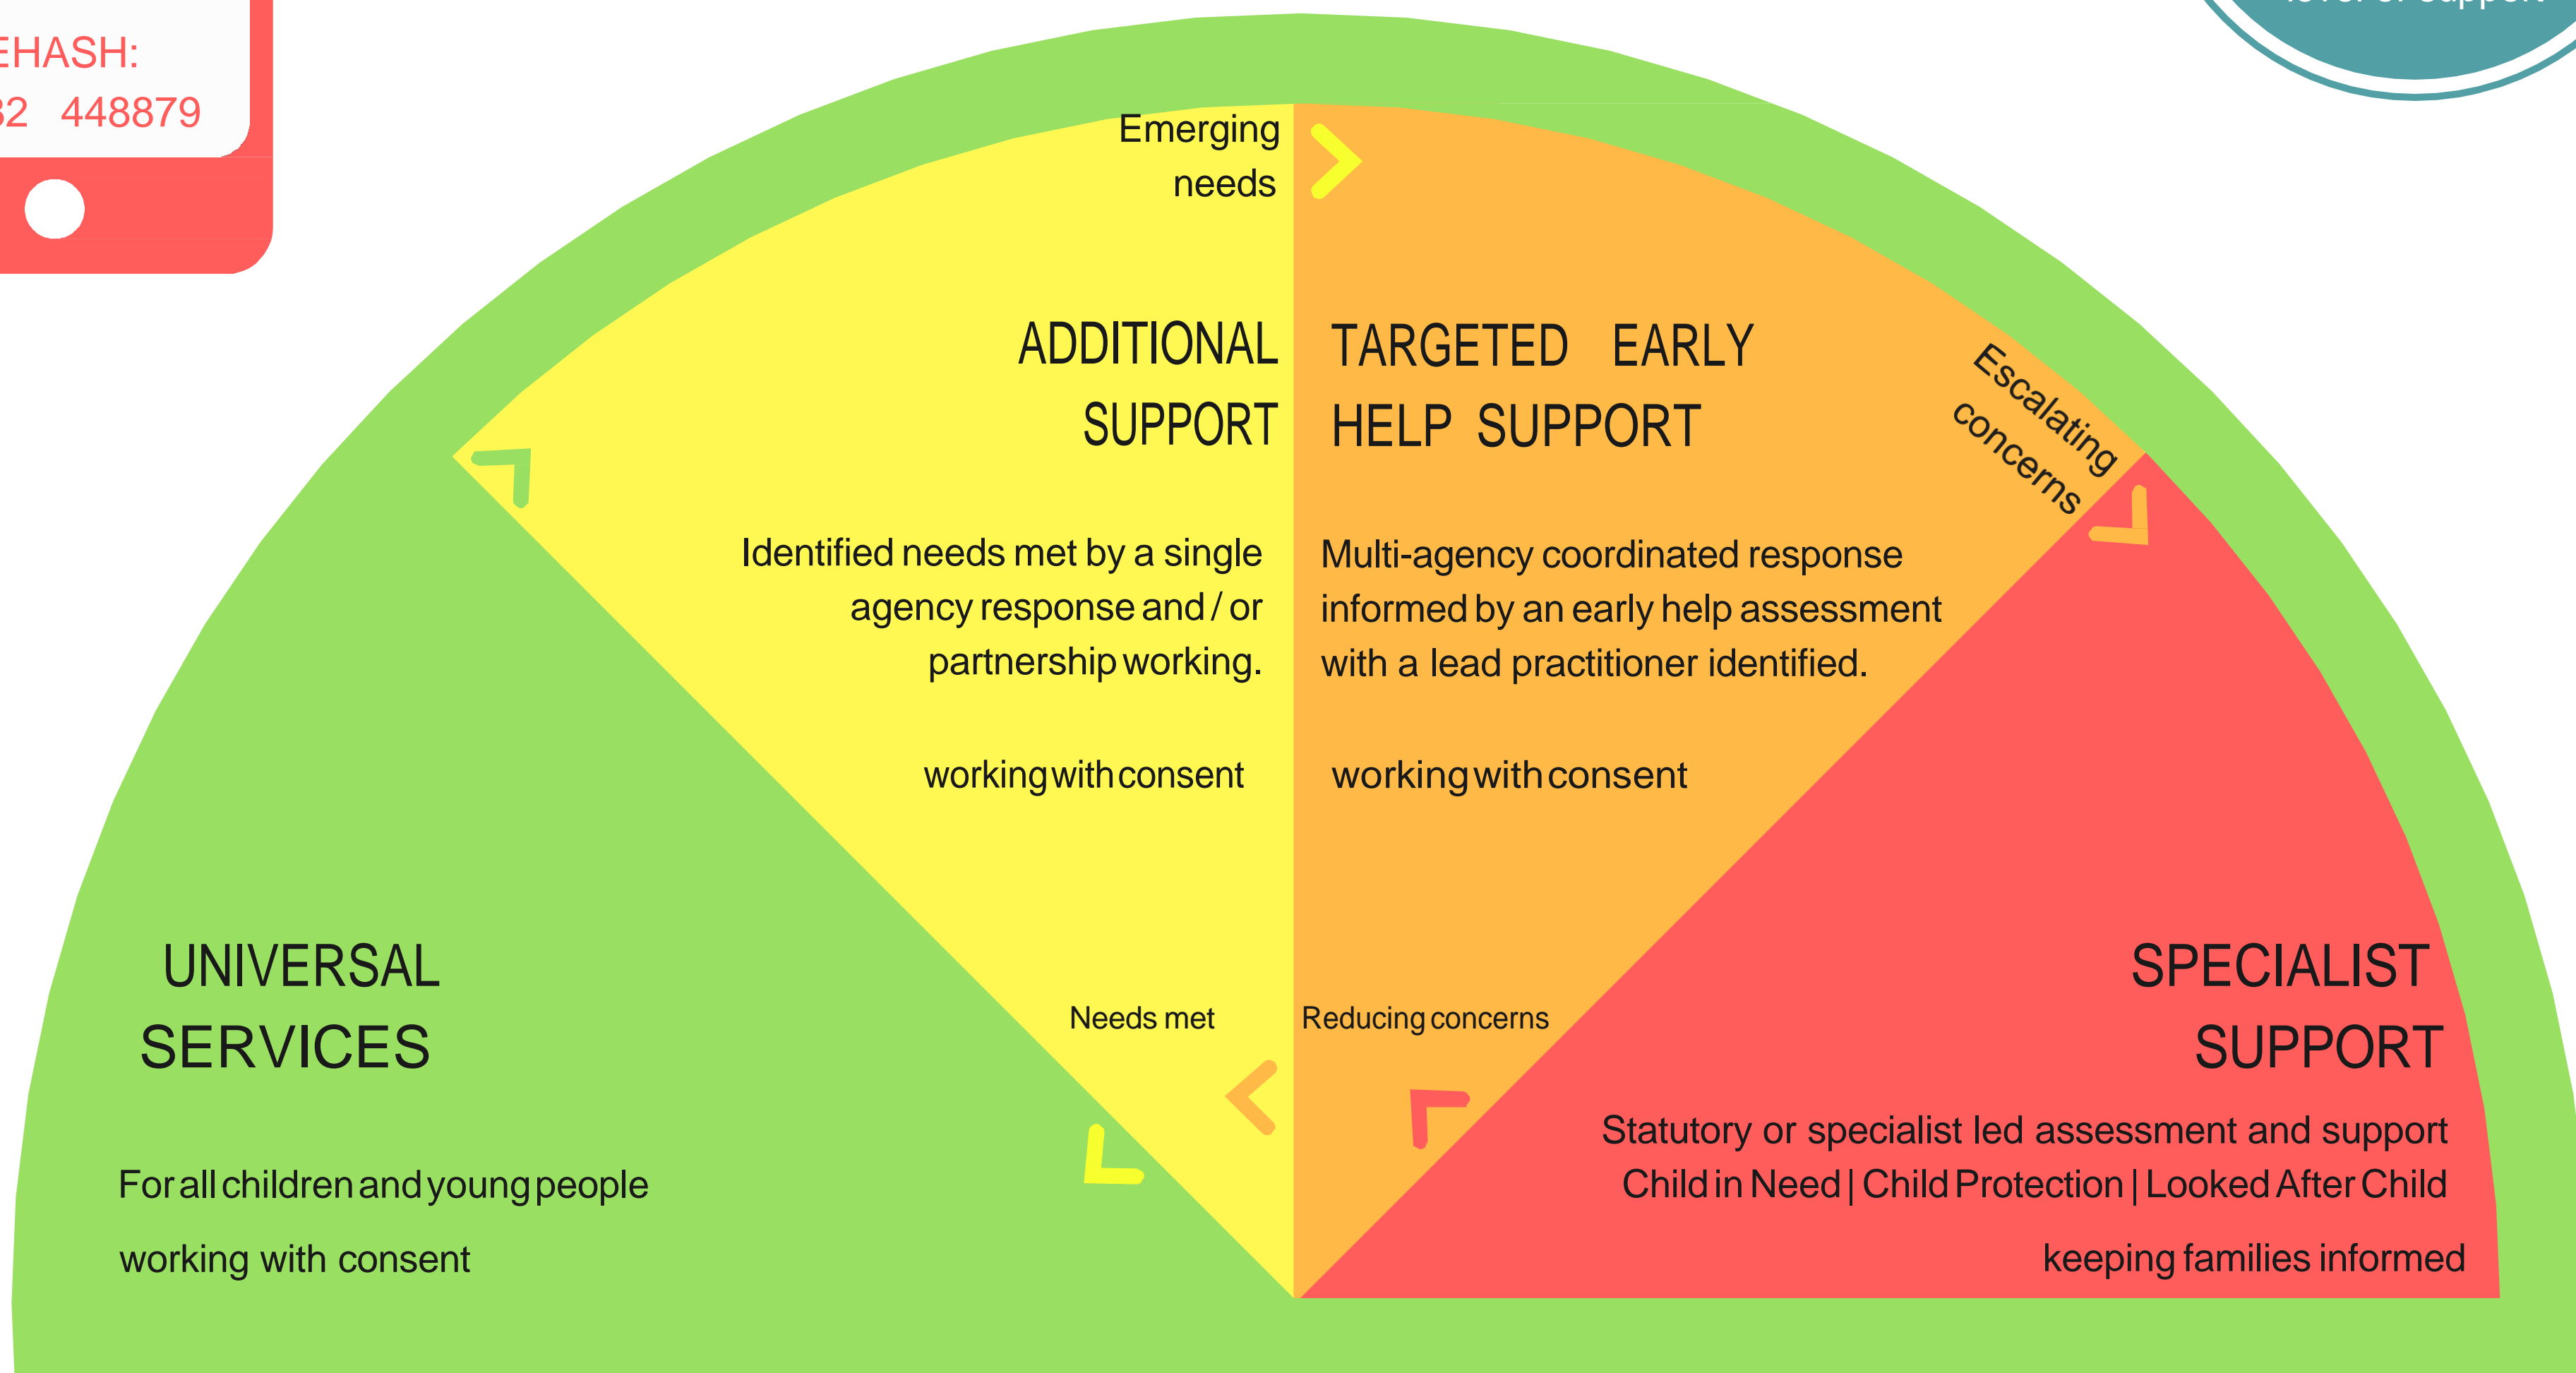 EHASH:
448879
Emerging
needs
ADDITIONAL
SUPPORT
Identified needs met by a single
agency response and / or
partnership working.
working with consent
TARGETED EARLY
HELP SUPPORT
Multi-agency coordinated response
informed by an early help assessment
with a lead practitioner identified.
working with consent
Escalating
concerns
UNIVERSAL
SERVICES
For all children and young people
working with consent
Needs met
Reducing concerns
SPECIALIST
SUPPORT
Statutory or specialist led assessment and support
Child in Need | Child Protection | Looked After Child
keeping families informed